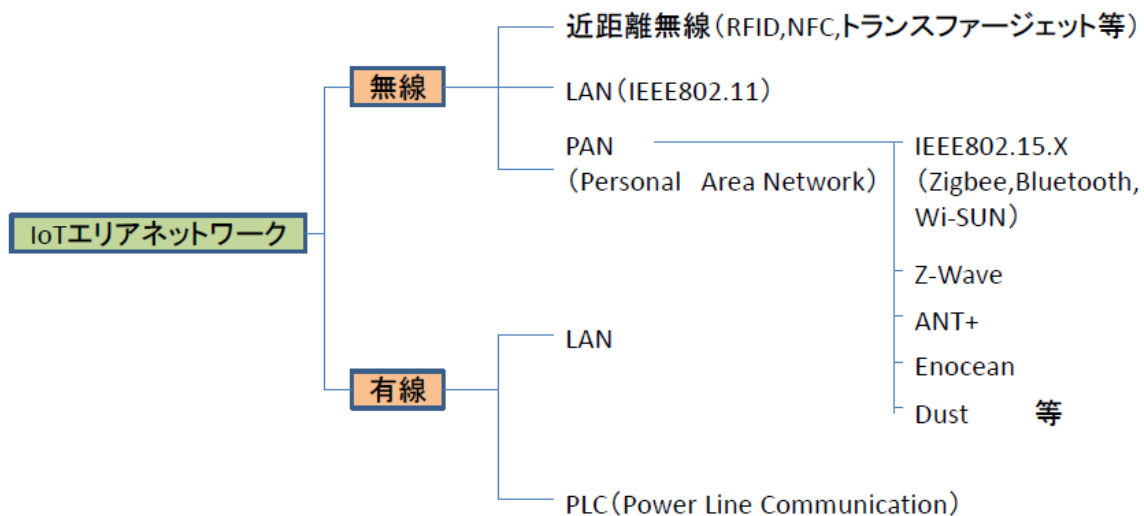 近距離無線（RFID,NFC,トランスファージェット等）
無線
LAN（IEEE802.11）
PAN
（Personal Area Network）
IEEE802.15.X
（Zigbee,Bluetooth,
Wi-SUN）
IoTエリアネットワーク
Z-Wave
ANT+
Enocean
Dust 等
LAN
有線
PLC（Power Line Communication）